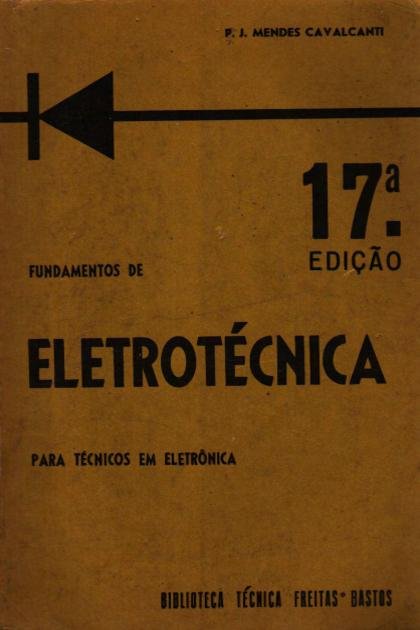 P. J. MENDES CAVALCANTI
17ª.
EDIÇÃO
FUNDAMENTOS DE
ELETROTÉCNICA
PARA TÉCNICOS EM ELETRÔNICA
BIBLIOTECA TÉCNICA FREITAS BASTOS